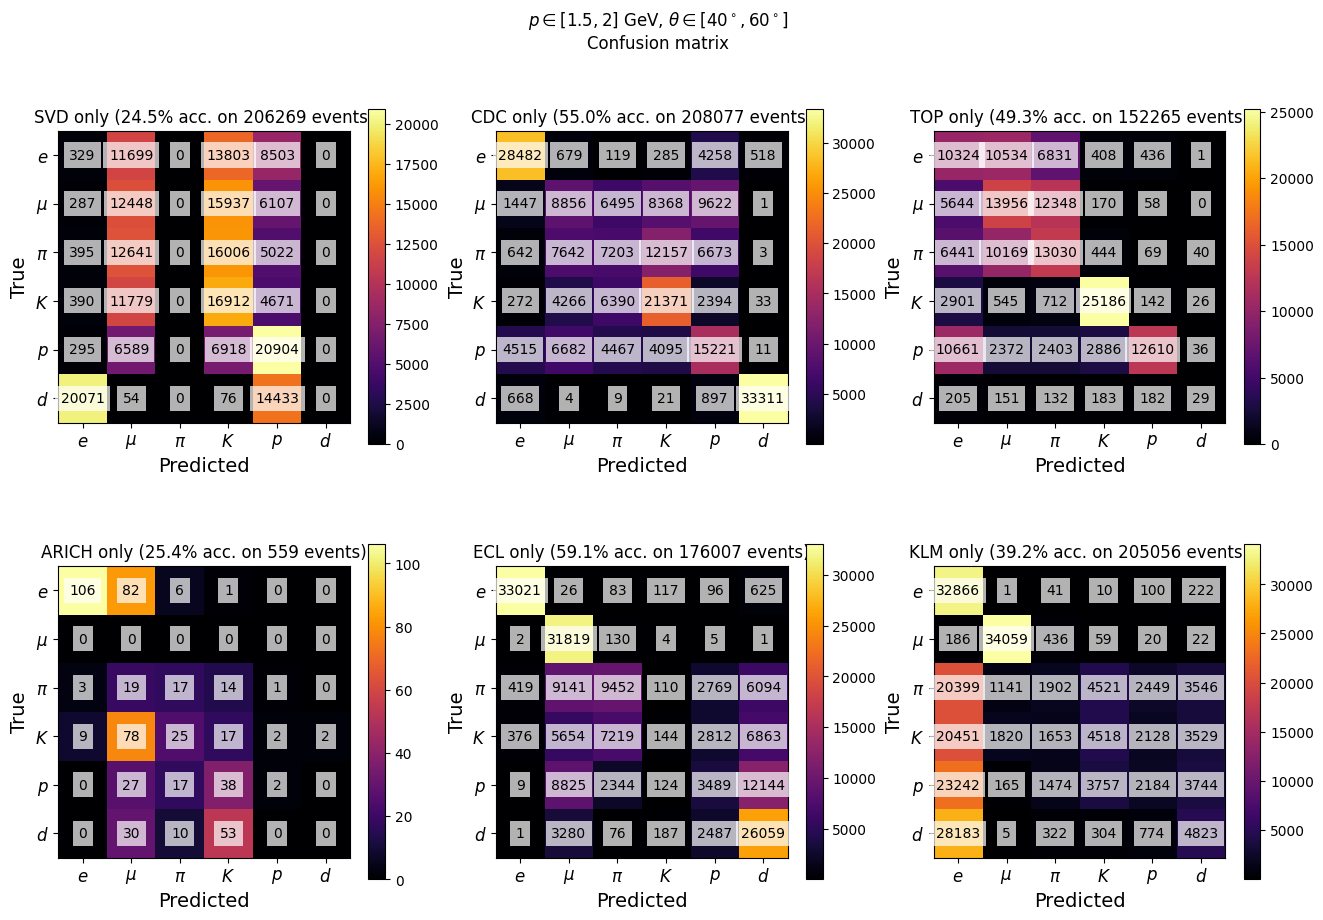 p ∈ [1.5, 2] GeV, θ ∈ [40°, 60°]
Confusion matrix
SVD only (24.5% acc. on 206269 events
True
e 329 11699 0 13803 8503 0
μ 287 12448 0 15937 6107 0
π 395 12641 0 16006 5022 0
K 390 11779 0 16912 4671 0
p 295 6589 0 6918 20904 0
d 20071 54 0 76 14433 0
e μ π K p d
Predicted
20000
17500
15000
12500
10000
7500
5000
2500
0
CDC only (55.0% acc. on 208077 events
True
e 28482 679 119 285 4258 518
μ 1447 8856 6495 8368 9622 1
π 642 7642 7203 12157 6673 3
K 272 4266 6390 21371 2394 33
p 4515 6682 4467 4095 15221 11
d 668 4 9 21 897 33311
e μ π K p d
Predicted
30000
25000
20000
15000
10000
5000
TOP only (49.3% acc. on 152265 events
True
e 10324 10534 6831 408 436 1
μ 5644 13956 12348 170 58 0
π 6441 10169 13030 444 69 40
K 2901 545 712 25186 142 26
p 10661 2372 2403 2886 12610 36
d 205 151 132 183 182 29
e μ π K p d
Predicted
25000
20000
15000
10000
5000
0
ARICH only (25.4% acc. on 559 events)
True
e 106 82 6 1 0 0
μ 0 0 0 0 0 0
π 3 19 17 14 1 0
K 9 78 25 17 2 2
p 0 27 17 38 2 0
d 0 30 10 53 0 0
e μ π K p d
Predicted
100
80
60
40
20
0
ECL only (59.1% acc. on 176007 events)
True
e 33021 26 83 117 96 625
μ 2 31819 130 4 5 1
π 419 9141 9452 110 2769 6094
K 376 5654 7219 144 2812 6863
p 9 8825 2344 124 3489 12144
d 1 3280 76 187 2487 26059
e μ π K p d
Predicted
30000
25000
20000
15000
10000
5000
KLM only (39.2% acc. on 205056 events
True
e 32866 1 41 10 100 222
μ 186 34059 436 59 20 22
π 20399 1141 1902 4521 2449 3546
K 20451 1820 1653 4518 2128 3529
p 23242 165 1474 3757 2184 3744
d 28183 5 322 304 774 4823
e μ π K p d
Predicted
30000
25000
20000
15000
10000
5000